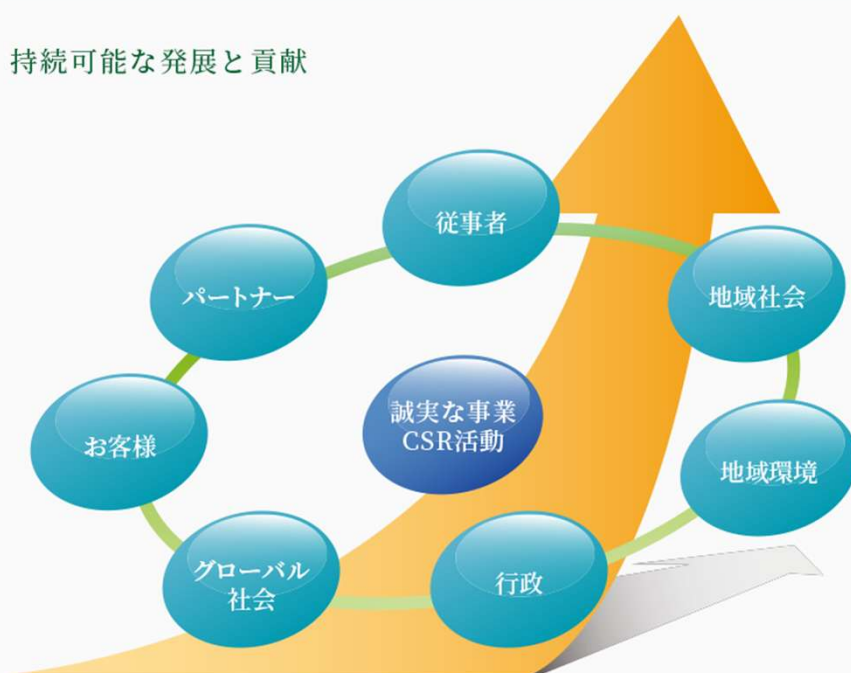 持続可能な発展と貢献
従事者
パートナー
地域社会
誠実な事業
CSR活動
お客様
地域環境
グローバル
社会
行政